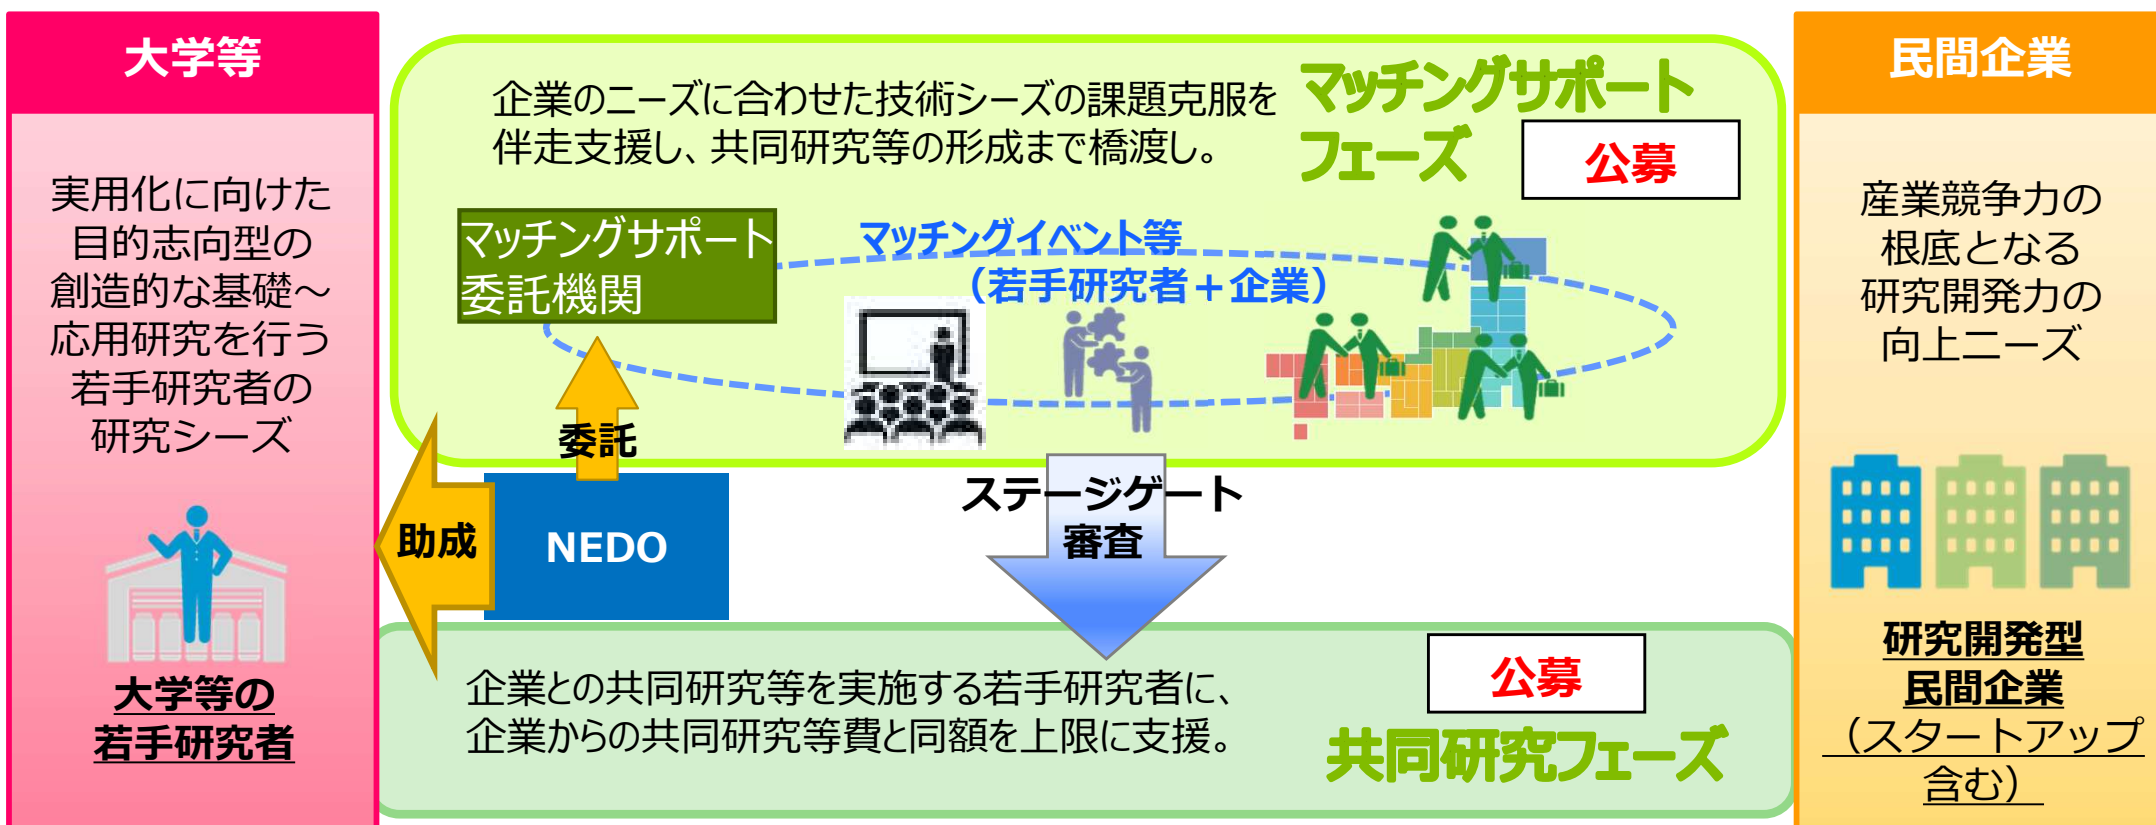 大学等
実用化に向けた
目的志向型の
創造的な基礎～
応用研究を行う
若手研究者の
研究シーズ
大学等の
若手研究者
企業のニーズに合わせた技術シーズの課題克服を
伴走支援し、共同研究等の形成まで橋渡し。
マッチングサポート
フェーズ
公募
マッチングサポート
委託機関
マッチングイベント等
（若手研究者＋企業）
委託
助成
NEDO
ステージゲート
審査
企業との共同研究等を実施する若手研究者に、
企業からの共同研究等費と同額を上限に支援。
公募
共同研究フェーズ
民間企業
産業競争力の
根底となる
研究開発力の
向上ニーズ
研究開発型
民間企業
（スタートアップ
含む）